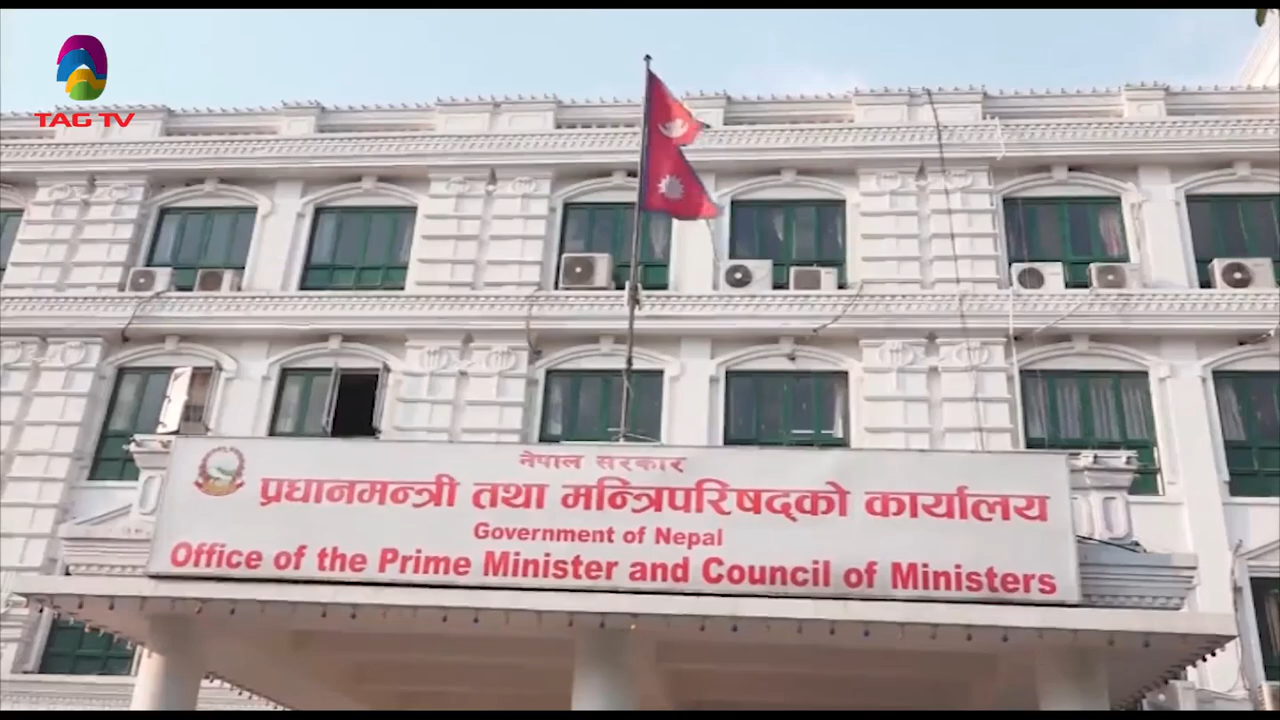 TAG TV
नेपाल सरकार
प्रधानमन्त्री तथा मन्त्रिपरिषद्को कार्यालय
Government of Nepal
Office of the Prime Minister and Council of Ministers